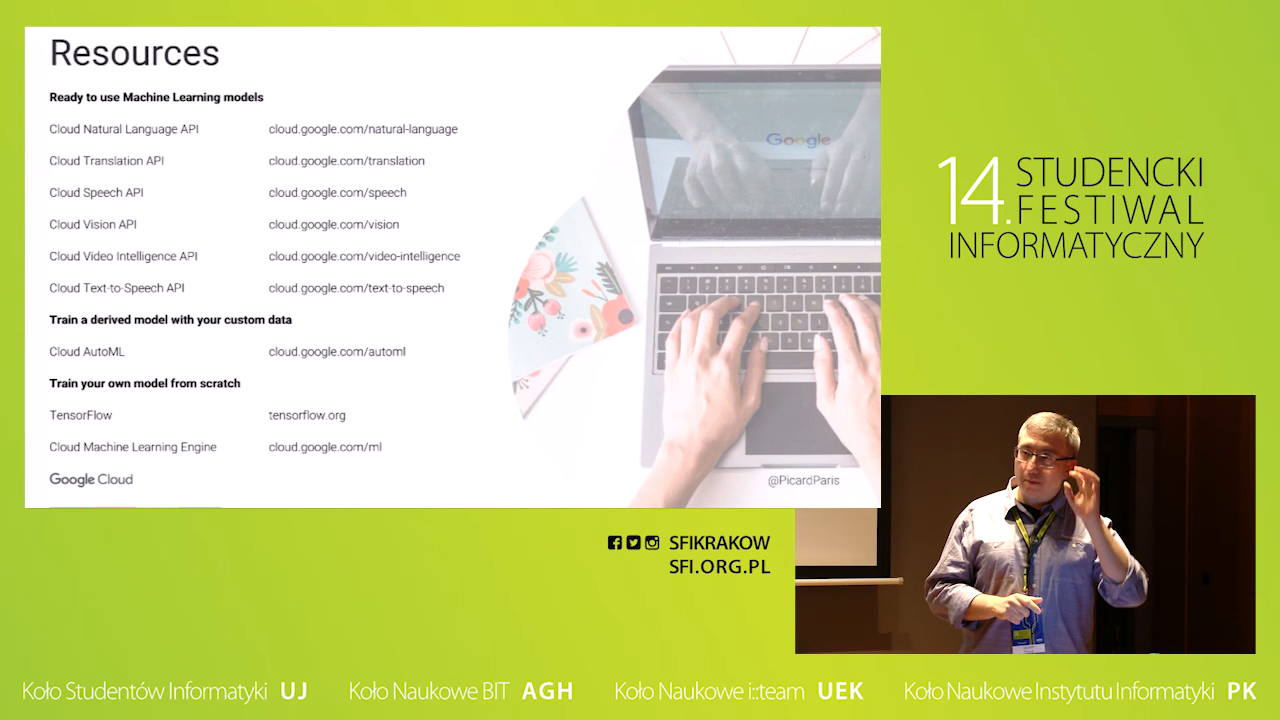 Resources
Ready to use Machine Learning models
Cloud Natural Language API cloud.google.com/natural-language
Cloud Translation API cloud.google.com/translation
Cloud Speech API cloud.google.com/speech
Cloud Vision API cloud.google.com/vision
Cloud Video Intelligence API cloud.google.com/video-intelligence
Cloud Text-to-Speech API cloud.google.com/text-to-speech
Train a derived model with your custom data
Cloud AutoML cloud.google.com/automl
Train your own model from scratch
TensorFlow tensorflow.org
Cloud Machine Learning Engine cloud.google.com/ml
Google Cloud
@PicardParis
Google
14. STUDENCKI
FESTIWAL
INFORMATYCZNY
SFIKRAKOW
SFI.ORG.PL
Koło Studentów Informatyki UJ
Koło Naukowe BIT AGH
Koło Naukowe i::team UEK
Koło Naukowe Instytutu Informatyki PK